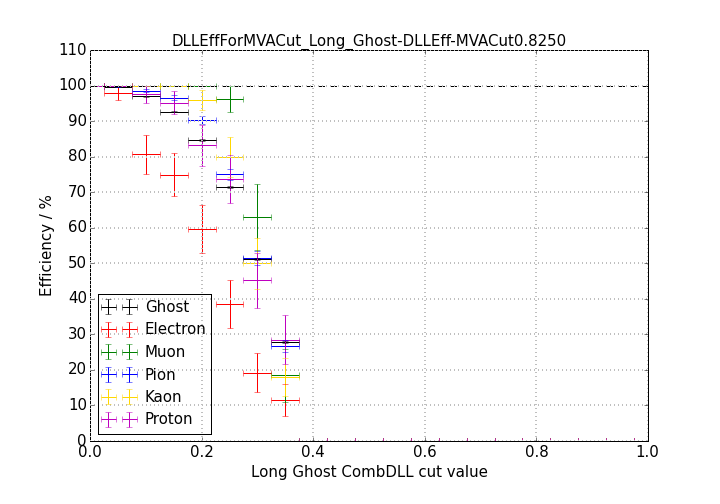 DLLEffForMVACut_Long_Ghost-DLLEff-MVACut0.8250
110
100
90
80
70
60
50
40
30
20
10
0
Efficiency / %
Ghost
Electron
Muon
Pion
Kaon
Proton
0.0 0.2 0.4 0.6 0.8 1.0
Long Ghost CombDLL cut value